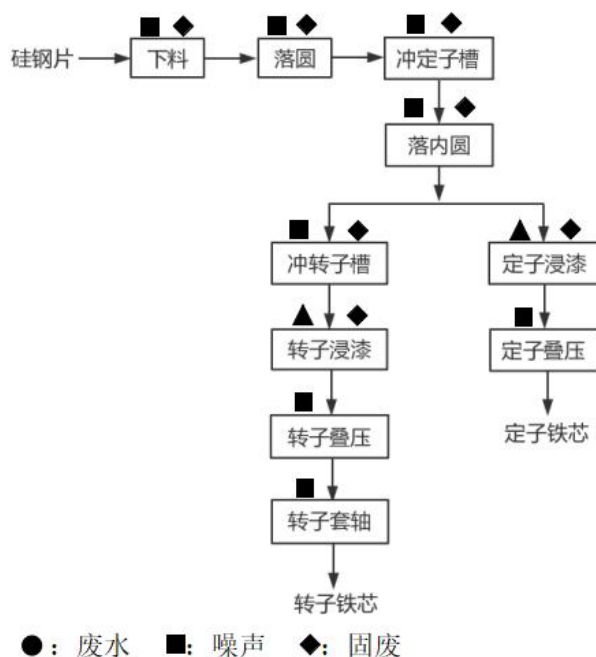 硅钢片 下料 落圆 冲定子槽
落内圆
冲转子槽 定子浸漆
转子浸漆 定子叠压
转子叠压 定子铁芯
转子套轴
转子铁芯
●：废水 ■：噪声 ◆：固废